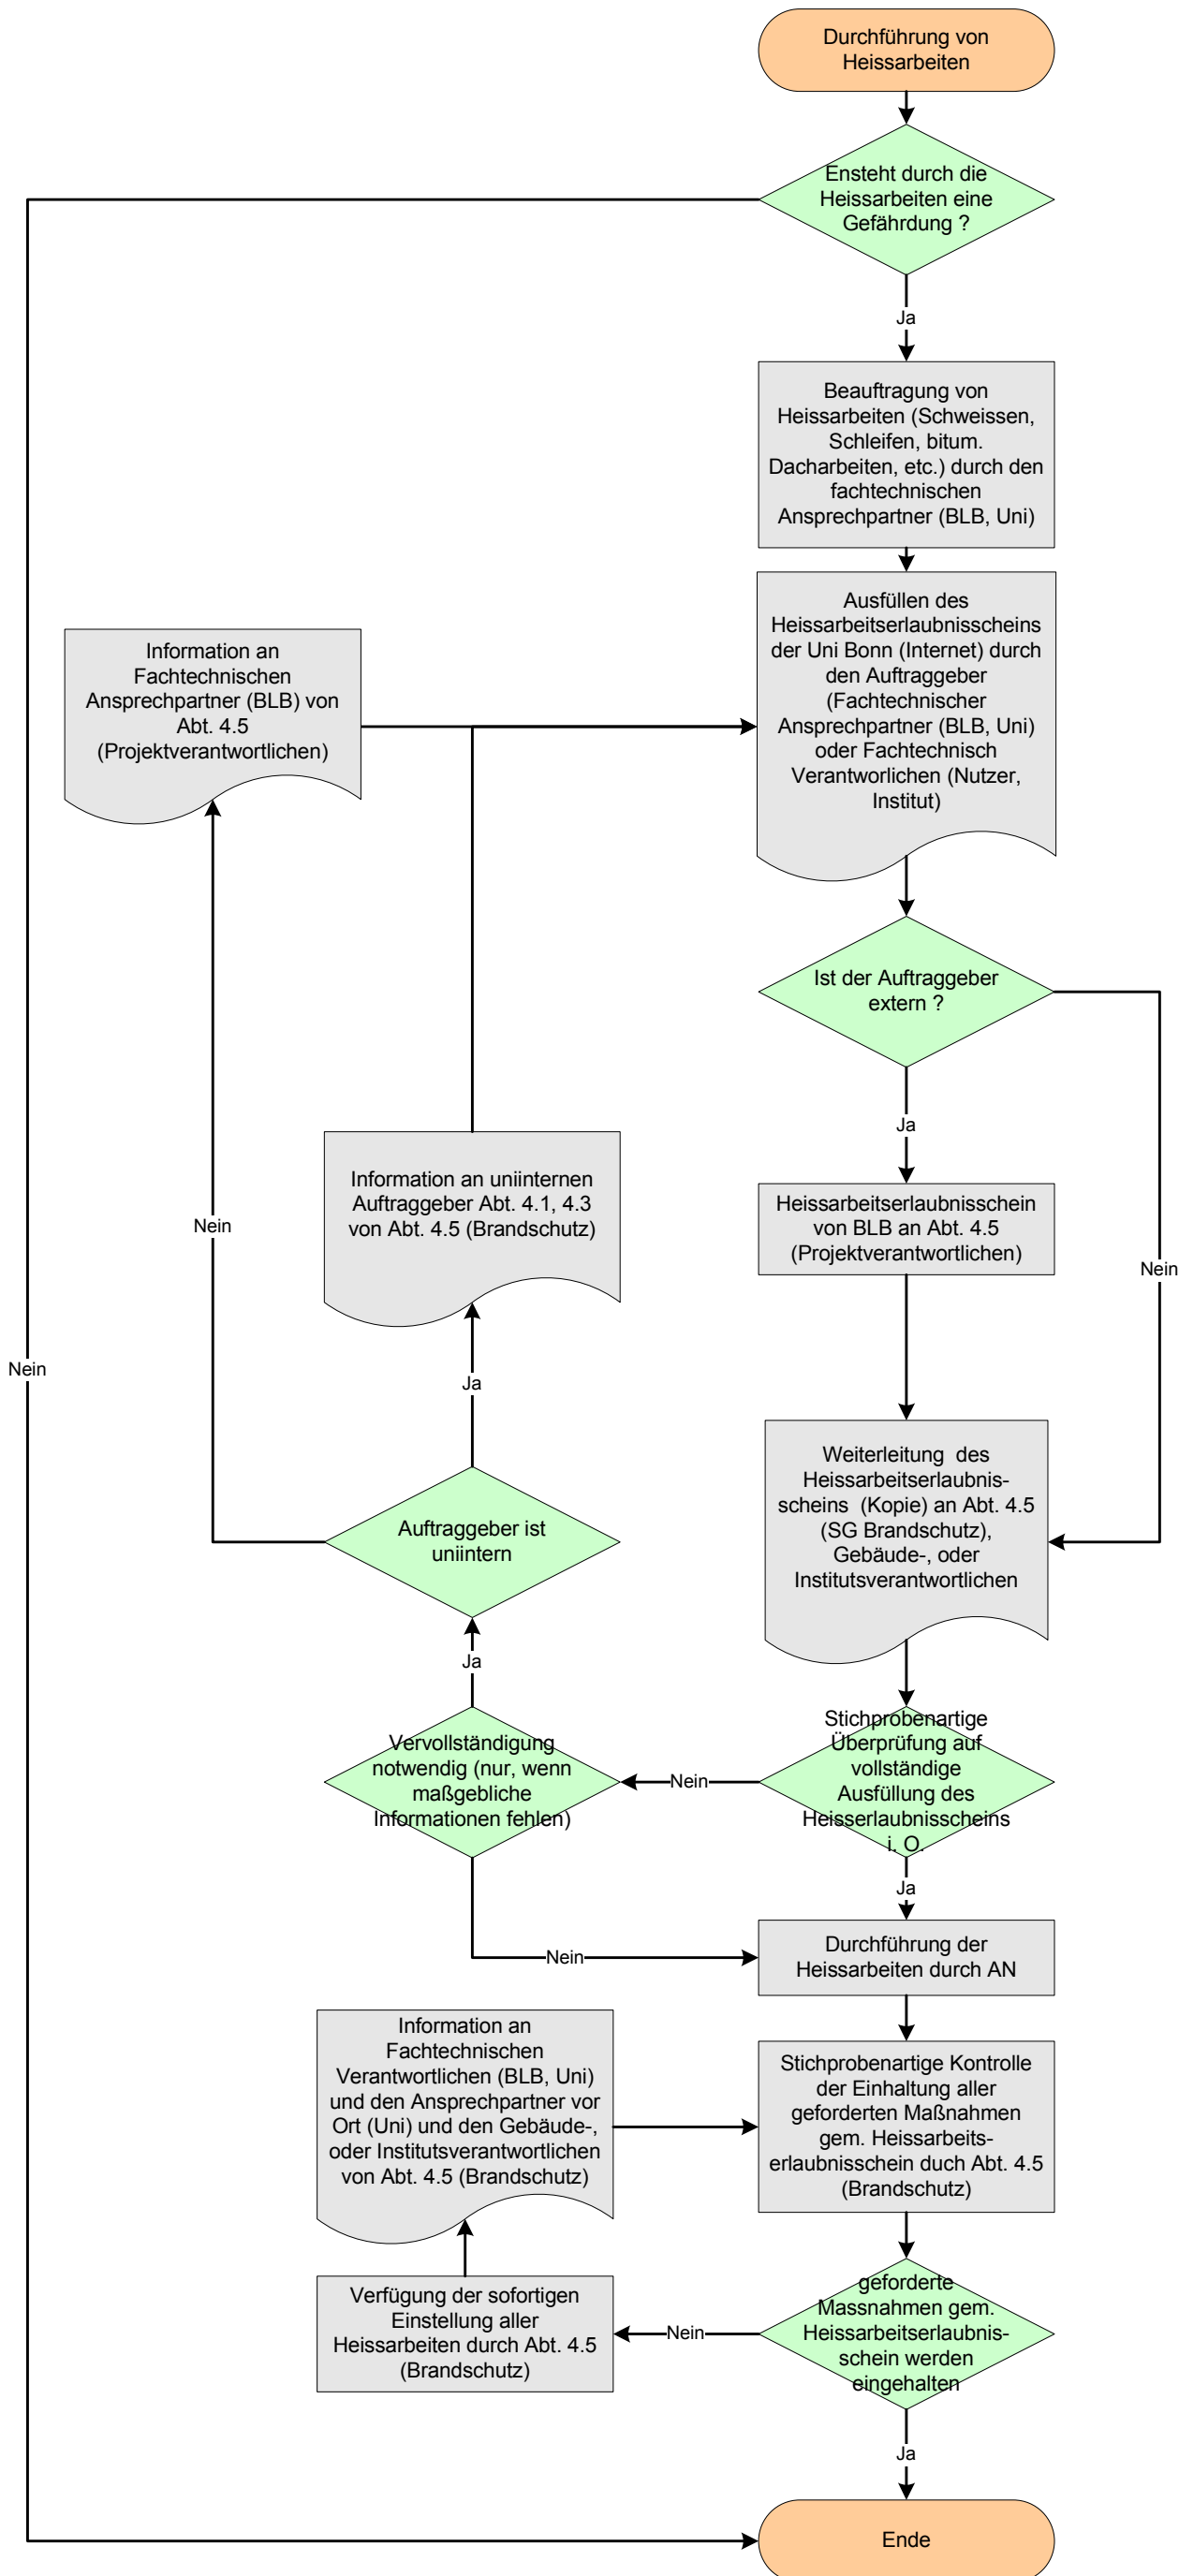 Durchführung von
Heissarbeiten
Ensteht durch die
Heissarbeiten eine
Gefährdung ?
Ja
Beauftragung von
Heissarbeiten (Schweissen,
Schleifen, bitum.
Dacharbeiten, etc.) durch den
fachtechnischen
Ansprechpartner (BLB, Uni)
Ausfüllen des
Heissarbeitserlaubnisscheins
der Uni Bonn (Internet) durch
den Auftraggeber
(Fachtechnischer
Ansprechpartner (BLB, Uni)
oder Fachtechnisch
Verantworlichen (Nutzer,
Institut)
Information an
Fachtechnischen
Ansprechpartner (BLB) von
Abt. 4.5
(Projektverantwortlichen)
Ist der Auftraggeber
extern ?
Ja
Nein
Heissarbeitserlaubnisschein
von BLB an Abt. 4.5
(Projektverantwortlichen)
Information an uniinternen
Auftraggeber Abt. 4.1, 4.3
von Abt. 4.5 (Brandschutz)
Nein
Nein
Ja
Weiterleitung des
Heissarbeitserlaubnis-
scheins (Kopie) an Abt. 4.5
(SG Brandschutz),
Gebäude-, oder
Institutsverantwortlichen
Auftraggeber ist
uniintern
Ja
Stichprobenartige
Überprüfung auf
vollständige
Ausfüllung des
Heisserlaubnisscheins
i. O.
Nein
Vervollständigung
notwendig (nur, wenn
maßgebliche
Informationen fehlen)
Ja
Nein
Durchführung der
Heissarbeiten durch AN
Stichprobenartige Kontrolle
der Einhaltung aller
geforderten Maßnahmen
gem. Heissarbeits-
erlaubnisschein duch Abt. 4.5
(Brandschutz)
Information an
Fachtechnischen
Verantwortlichen (BLB, Uni)
und den Ansprechpartner vor
Ort (Uni) und den Gebäude-,
oder Institutsverantwortlichen
von Abt. 4.5 (Brandschutz)
geforderte
Massnahmen gem.
Heissarbeitserlaubnis-
schein werden
eingehalten
Nein
Verfügung der sofortigen
Einstellung aller
Heissarbeiten durch Abt. 4.5
(Brandschutz)
Ja
Ende